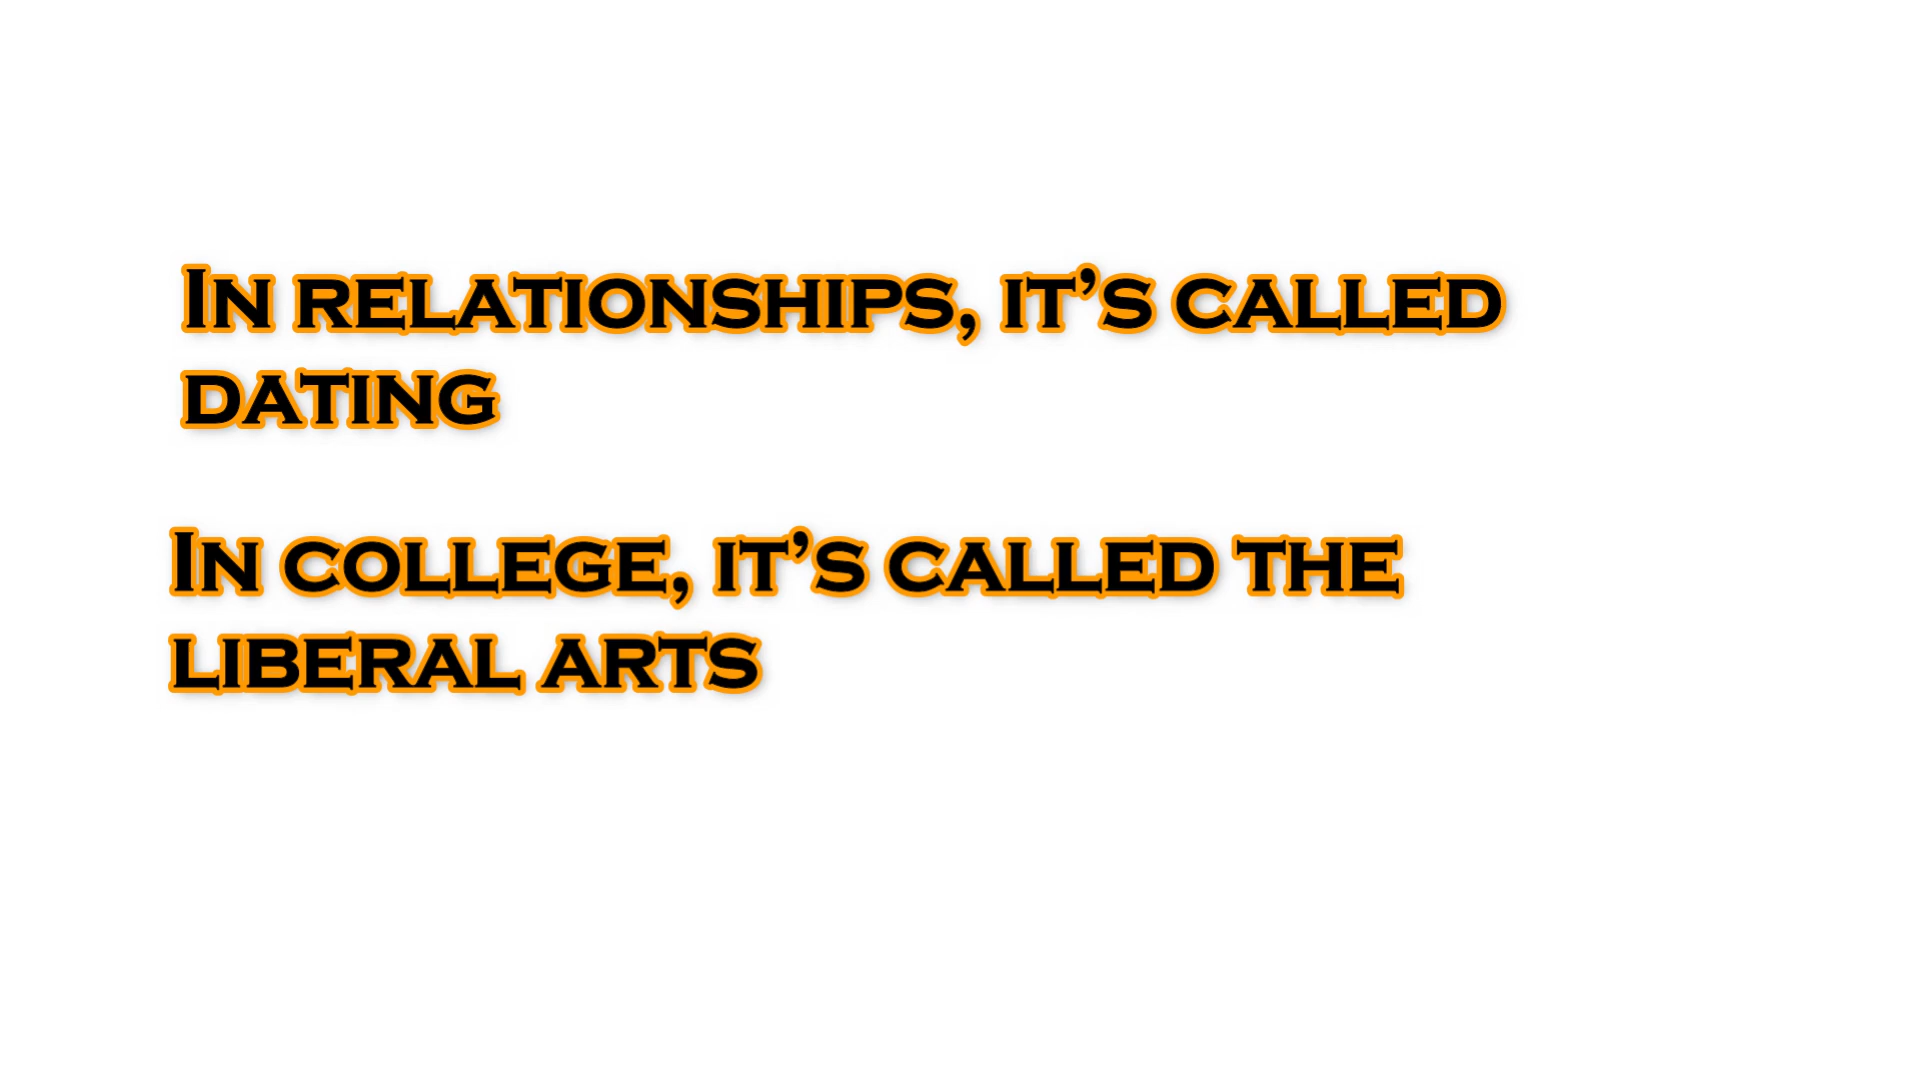 In relationships, it’s called
dating
In college, it’s called the
liberal arts